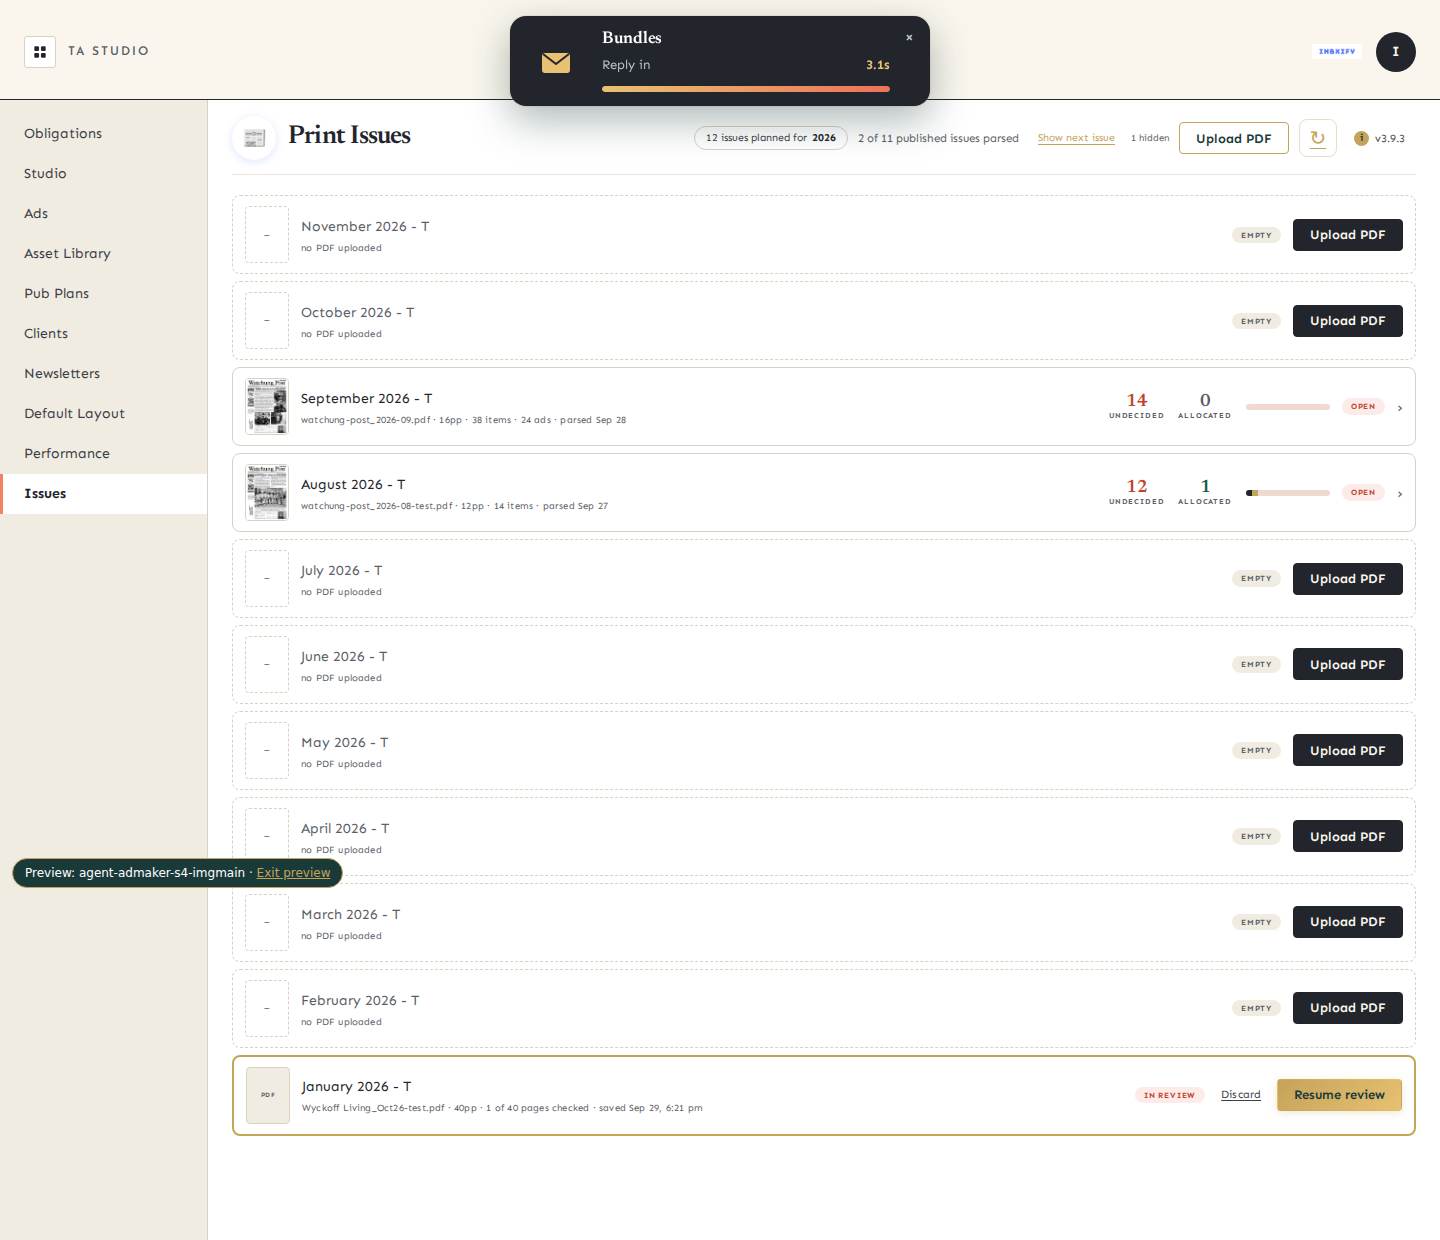 TA STUDIO
Bundles
×
Reply in 3.1s
INBXIFY
I
Obligations
Studio
Ads
Asset Library
Pub Plans
Clients
Newsletters
Default Layout
Performance
Issues
Print Issues
12 issues planned for 2026
2 of 11 published issues parsed
Show next issue
1 hidden
Upload PDF
↻
i v3.9.3
– November 2026 - T
no PDF uploaded
EMPTY
Upload PDF
– October 2026 - T
no PDF uploaded
EMPTY
Upload PDF
Watchung Post
September 2026 - T
watchung-post_2026-09.pdf · 16pp · 38 items · 24 ads · parsed Sep 28
14 UNDECIDED
0 ALLOCATED
OPEN ›
Watchung Post
August 2026 - T
watchung-post_2026-08-test.pdf · 12pp · 14 items · parsed Sep 27
12 UNDECIDED
1 ALLOCATED
OPEN ›
– July 2026 - T
no PDF uploaded
EMPTY
Upload PDF
– June 2026 - T
no PDF uploaded
EMPTY
Upload PDF
– May 2026 - T
no PDF uploaded
EMPTY
Upload PDF
– April 2026 - T
no PDF uploaded
EMPTY
Upload PDF
Preview: agent-admaker-s4-imgmain · Exit preview
– March 2026 - T
no PDF uploaded
EMPTY
Upload PDF
– February 2026 - T
no PDF uploaded
EMPTY
Upload PDF
PDF
January 2026 - T
Wyckoff Living_Oct26-test.pdf · 40pp · 1 of 40 pages checked · saved Sep 29, 6:21 pm
IN REVIEW
Discard
Resume review